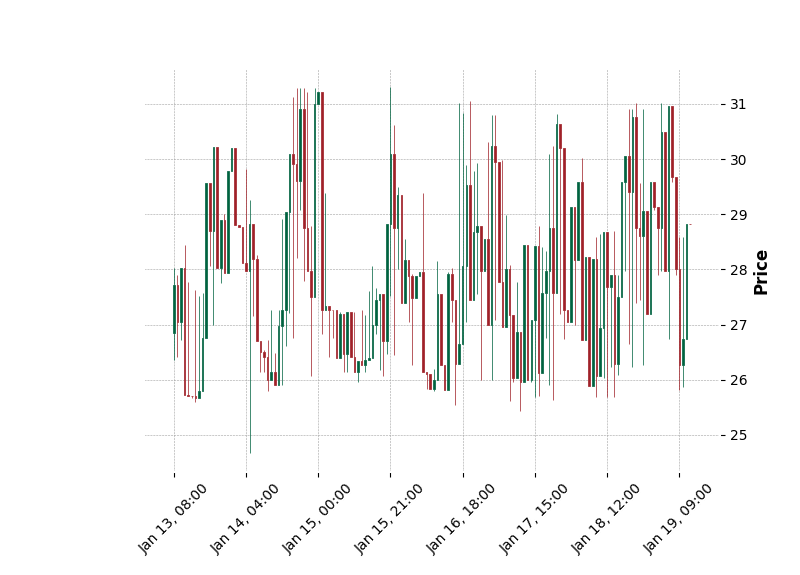 31
30
29
28
27
26
25
Price
Jan 13, 08:00
Jan 14, 04:00
Jan 15, 00:00
Jan 15, 21:00
Jan 16, 18:00
Jan 17, 15:00
Jan 18, 12:00
Jan 19, 09:00